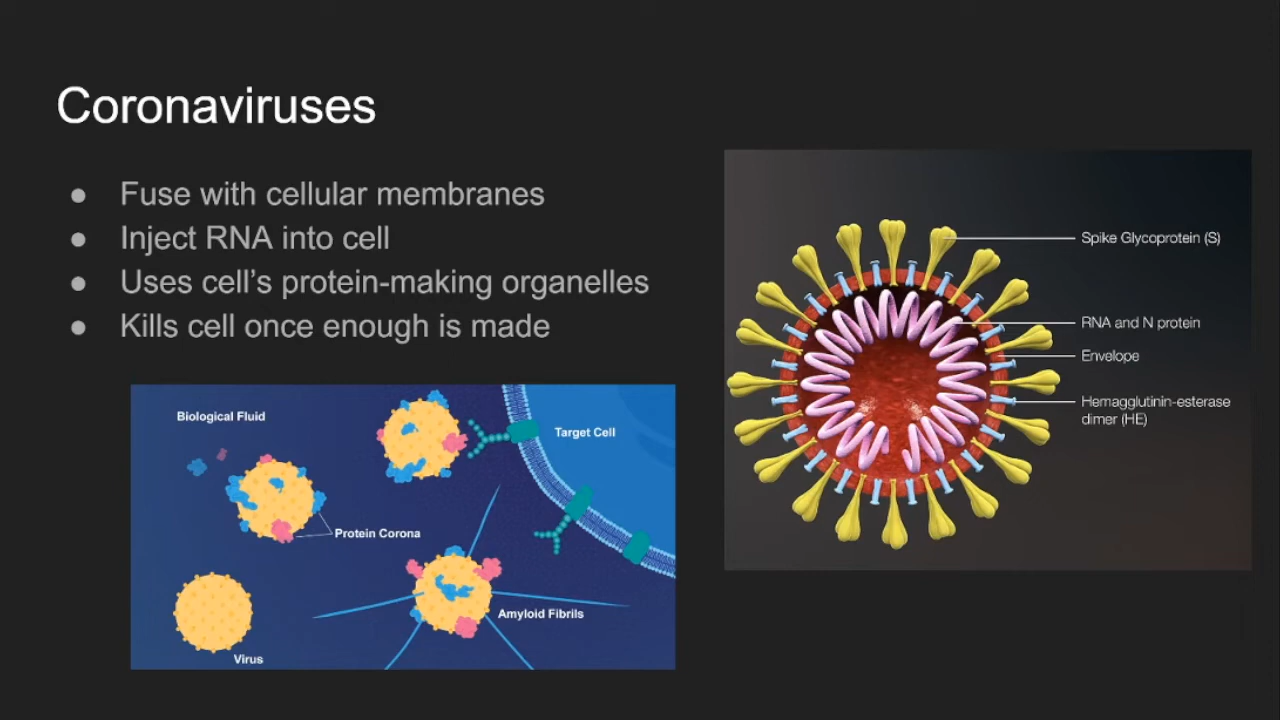 Coronaviruses
● Fuse with cellular membranes
● Inject RNA into cell
● Uses cell's protein-making organelles
● Kills cell once enough is made
Biological Fluid
Target Cell
Protein Corona
Amyloid Fibrils
Virus
Spike Glycoprotein (S)
RNA and N protein
Envelope
Hemagglutinin-esterase
dimer (HE)